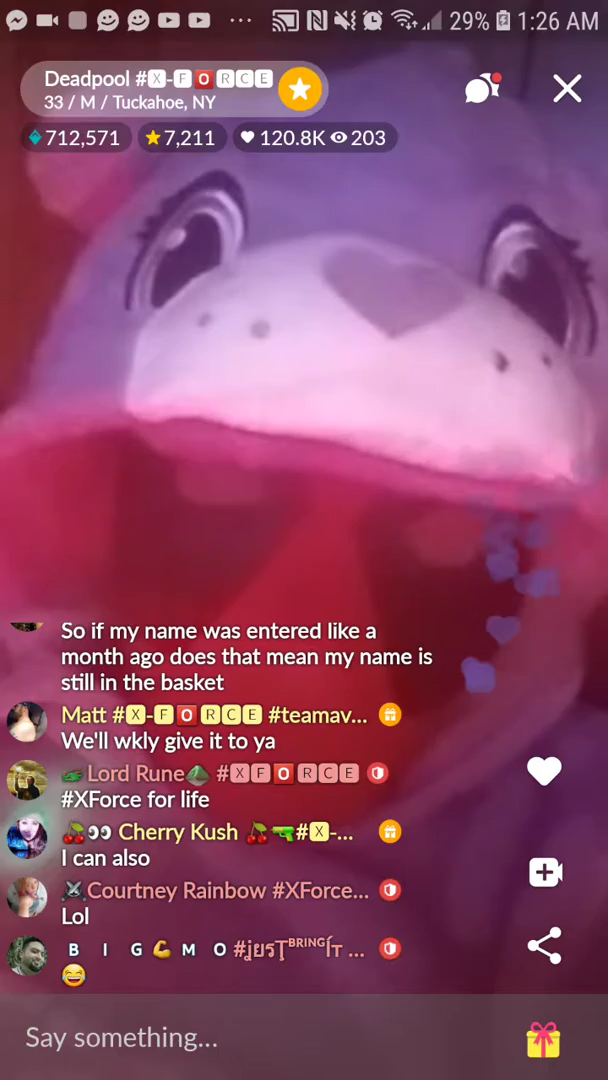 29% 1:26 AM
Deadpool #🆇-🅵🅾🆁🅲🅴
33 / M / Tuckahoe, NY
712,571 7,211 120.8K 203
So if my name was entered like a
month ago does that mean my name is
still in the basket
Matt #🆇-🅵🅾🆁🅲🅴 #teamav...
We'll wkly give it to ya
Lord Rune #🆇🅵🅾🆁🅲🅴
#XForce for life
🍒👀 Cherry Kush 🍒🔫#🆇-...
I can also
⚔Courtney Rainbow #XForce...
Lol
B I G 💪 M O
😂
Say something...